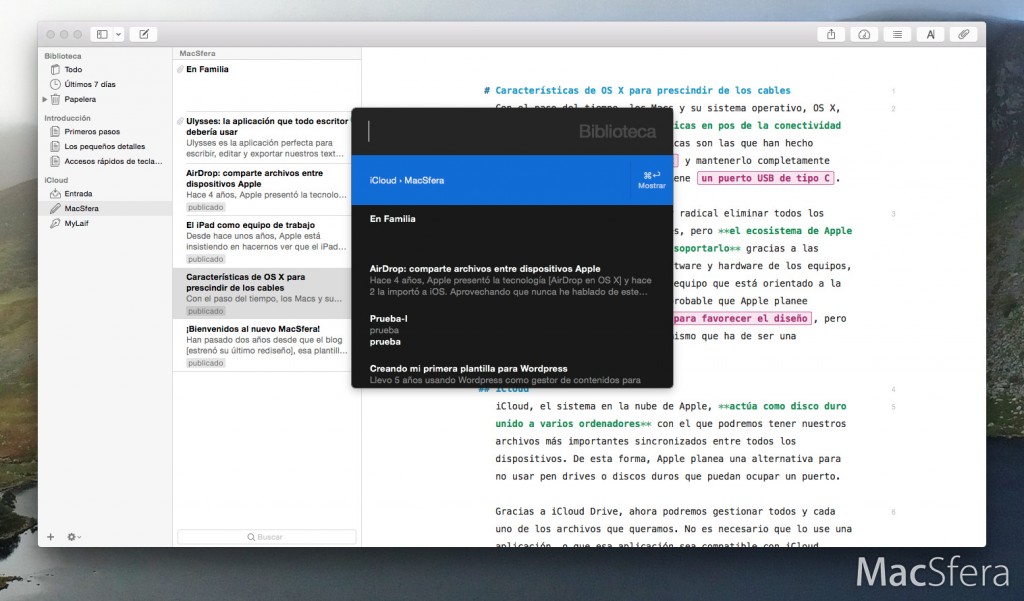 Biblioteca
Todo
Últimos 7 días
Papelera
Introducción
Primeros pasos
Los pequeños detalles
Accesos rápidos de tecla...
iCloud
Entrada
MacSfera
MyLaif
MacSfera
En Familia
Ulysses: la aplicación que todo escritor
debería usar
Ulysses es la aplicación perfecta para
escribir, editar y exportar nuestros text...
AirDrop: comparte archivos entre
dispositivos Apple
Hace 4 años, Apple presentó la tecnolo...
publicado
El iPad como equipo de trabajo
Desde hace unos años, Apple está
insistiendo en hacernos ver que el iPad...
publicado
Características de OS X para
prescindir de los cables
Con el paso del tiempo, los Macs y su...
publicado
¡Bienvenidos al nuevo MacSfera!
Han pasado dos años desde que el blog
[estrenó su último rediseño], esa plantill...
publicado
Buscar
Biblioteca
iCloud › MacSfera
⌘↩
Mostrar
En Familia
AirDrop: comparte archivos entre dispositivos Apple
Hace 4 años, Apple presentó la tecnología [AirDrop en OS X] y hace
2 la importó a iOS. Aprovechando que nunca he hablado de este...
Prueba-I
prueba
prueba
Creando mi primera plantilla para Wordpress
Llevo 5 años usando Wordpress como gestor de contenidos para
# Características de OS X para prescindir de los cables 1
Con el paso del tiempo, los Macs y su sistema operativo, OS X, 2
icas en pos de la conectividad
cas son las que han hecho
y mantenerlo completamente
ene un puerto USB de tipo C.
r radical eliminar todos los 3
s, pero **el ecosistema de Apple
soportarlo** gracias a las
tware y hardware de los equipos,
equipo que está orientado a la
robable que Apple planee
para favorecer el diseño, pero
ismo que ha de ser una
## iCloud 4
iCloud, el sistema en la nube de Apple, **actúa como disco duro 5
unido a varios ordenadores** con el que podremos tener nuestros
archivos más importantes sincronizados entre todos los
dispositivos. De esta forma, Apple planea una alternativa para
no usar pen drives o discos duros que puedan ocupar un puerto.
Gracias a iCloud Drive, ahora podremos gestionar todos y cada 6
uno de los archivos que queramos. No es necesario que lo use una
aplicación, o que esa aplicación sea compatible con iCloud
MacSfera